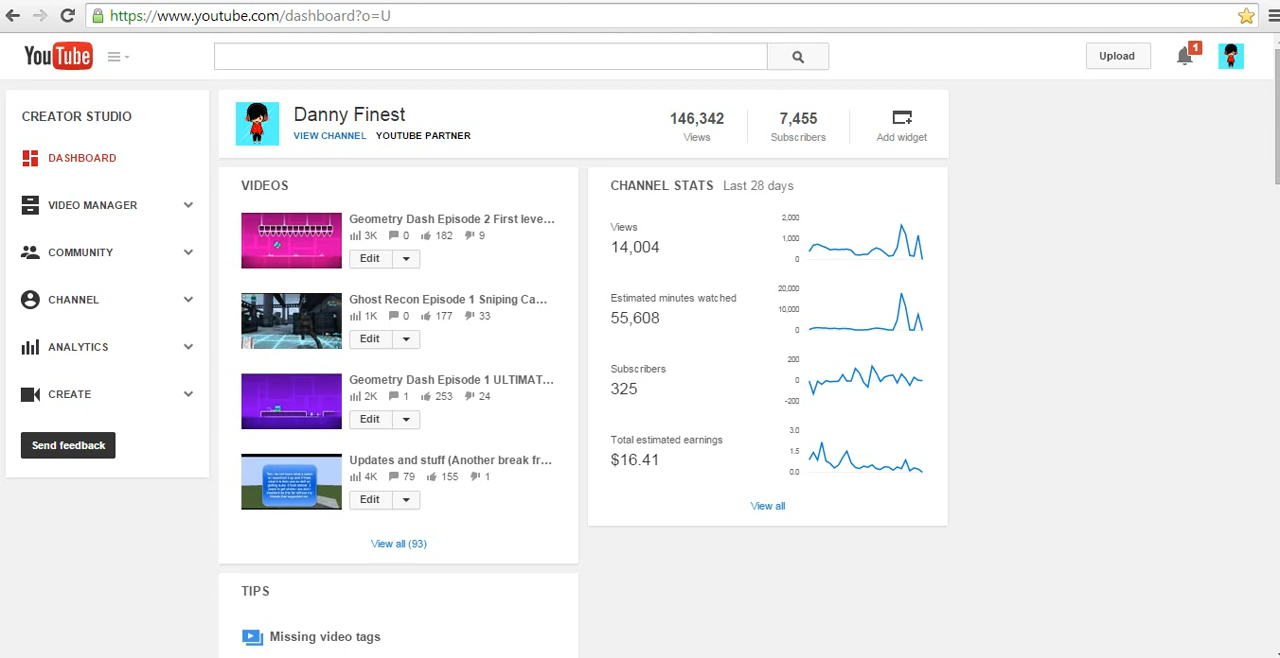 https://www.youtube.com/dashboard?o=U
YouTube
Upload
1
CREATOR STUDIO
DASHBOARD
VIDEO MANAGER
COMMUNITY
CHANNEL
ANALYTICS
CREATE
Send feedback
Danny Finest
VIEW CHANNEL YOUTUBE PARTNER
146,342
Views
7,455
Subscribers
Add widget
VIDEOS
Geometry Dash Episode 2 First leve...
3K 0 182 9
Edit
Ghost Recon Episode 1 Sniping Ca...
1K 0 177 33
Edit
Geometry Dash Episode 1 ULTIMAT...
2K 1 253 24
Edit
Updates and stuff (Another break fr...
4K 79 155 1
Edit
View all (93)
CHANNEL STATS Last 28 days
Views
14,004
2,000
1,000
0
Estimated minutes watched
55,608
20,000
10,000
0
Subscribers
325
200
0
-200
Total estimated earnings
$16.41
3.0
1.5
0.0
View all
TIPS
Missing video tags